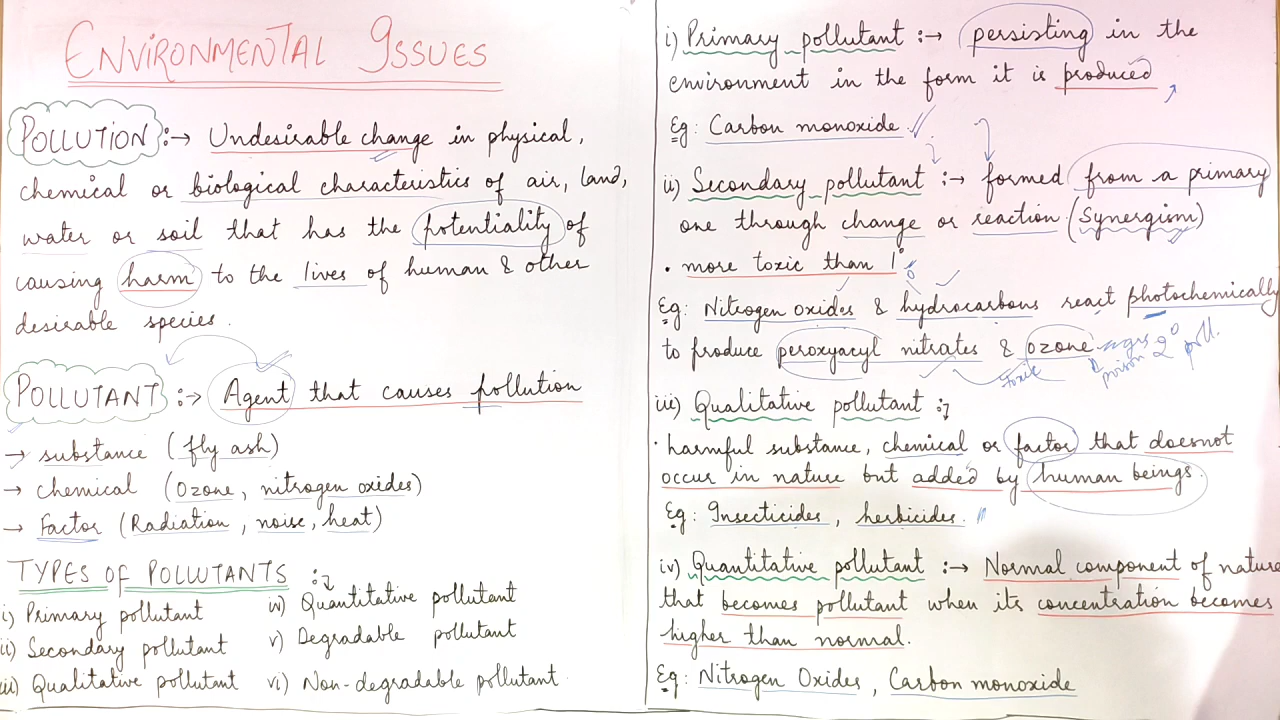 ENVIRONMENTAL ISSUES
POLLUTION :→ Undesirable change in physical,
chemical or biological characteristics of air, land,
water or soil that has the potentiality of
causing harm to the lives of human & other
desirable species.
POLLUTANT :→ Agent that causes pollution
→ substance (fly ash)
→ chemical (Ozone, nitrogen oxides)
→ Factor (Radiation, noise, heat)
TYPES OF POLLUTANTS :↴
i) Primary pollutant
ii) Secondary pollutant
iii) Qualitative pollutant
iv) Quantitative pollutant
v) Degradable pollutant
vi) Non-degradable pollutant.
i) Primary pollutant :→ persisting in the
environment in the form it is produced
Eg: Carbon monoxide
ii) Secondary pollutant :→ formed from a primary
one through change or reaction (Synergism)
• more toxic than 1°
Eg: Nitrogen oxides & hydrocarbons react photochemically
to produce peroxyacyl nitrates & ozone
toxic
poison 2° poll.
iii) Qualitative pollutant :↴
• harmful substance, chemical or factor that doesnot
occur in nature but added by human beings.
Eg: Insecticides, herbicides.
iv) Quantitative pollutant :→ Normal component of nature
that becomes pollutant when its concentration becomes
higher than normal.
Eg: Nitrogen Oxides, Carbon monoxide